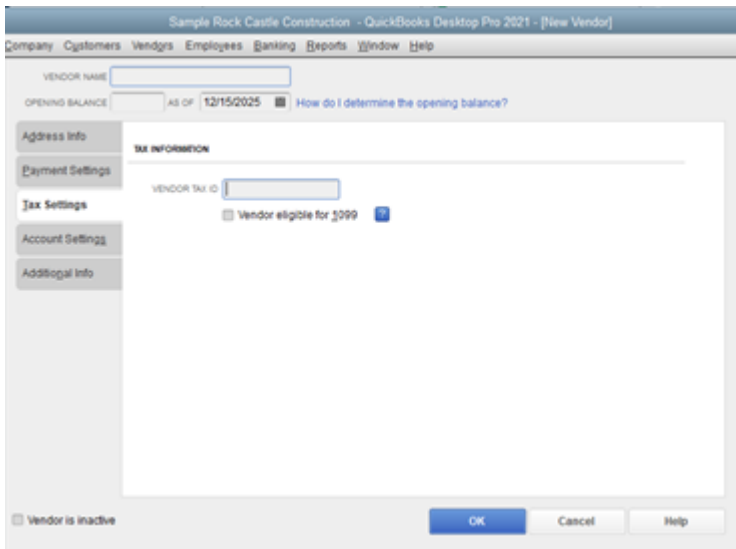 Sample Rock Castle Construction - QuickBooks Desktop Pro 2021 - [New Vendor]
Company Customers Vendors Employees Banking Reports Window Help
VENDOR NAME
OPENING BALANCE AS OF 12/15/2025 How do I determine the opening balance?
Address Info
TAX INFORMATION
Payment Settings
VENDOR TAX ID
Tax Settings
Vendor eligible for 1099 ?
Account Settings
Additional Info
Vendor is inactive
OK Cancel Help